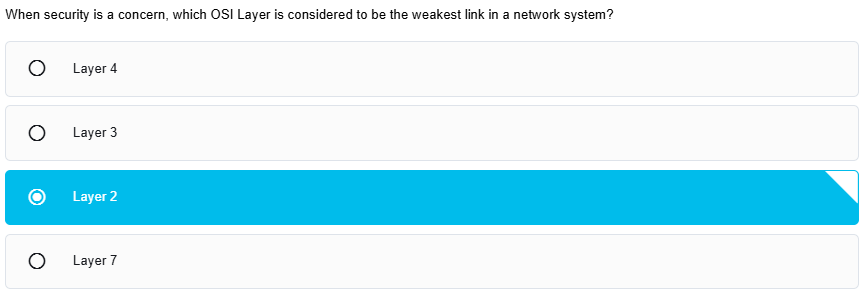 When security is a concern, which OSI Layer is considered to be the weakest link in a network system?
Layer 4
Layer 3
Layer 2
Layer 7